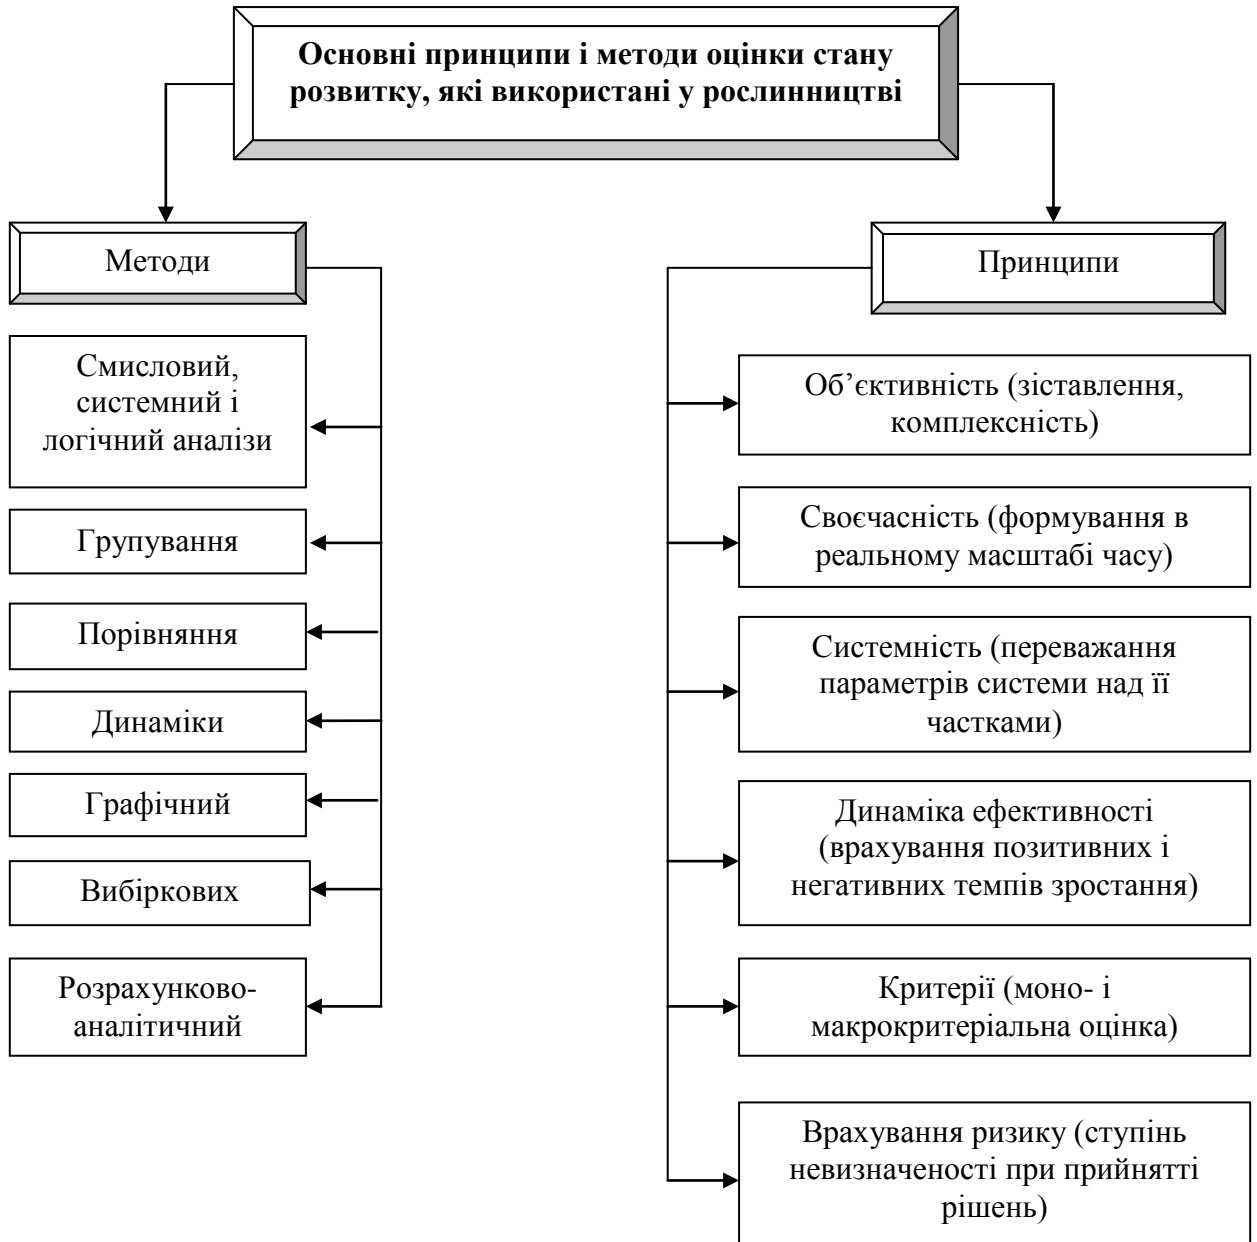 Основні принципи і методи оцінки стану
розвитку, які використані у рослинництві
Методи
Смисловий,
системний і
логічний аналізи
Групування
Порівняння
Динаміки
Графічний
Вибіркових
Розрахунково-
аналітичний
Принципи
Об’єктивність (зіставлення,
комплексність)
Своєчасність (формування в
реальному масштабі часу)
Системність (переважання
параметрів системи над її
частками)
Динаміка ефективності
(врахування позитивних і
негативних темпів зростання)
Критерії (моно- і
макрокритеріальна оцінка)
Врахування ризику (ступінь
невизначеності при прийнятті
рішень)